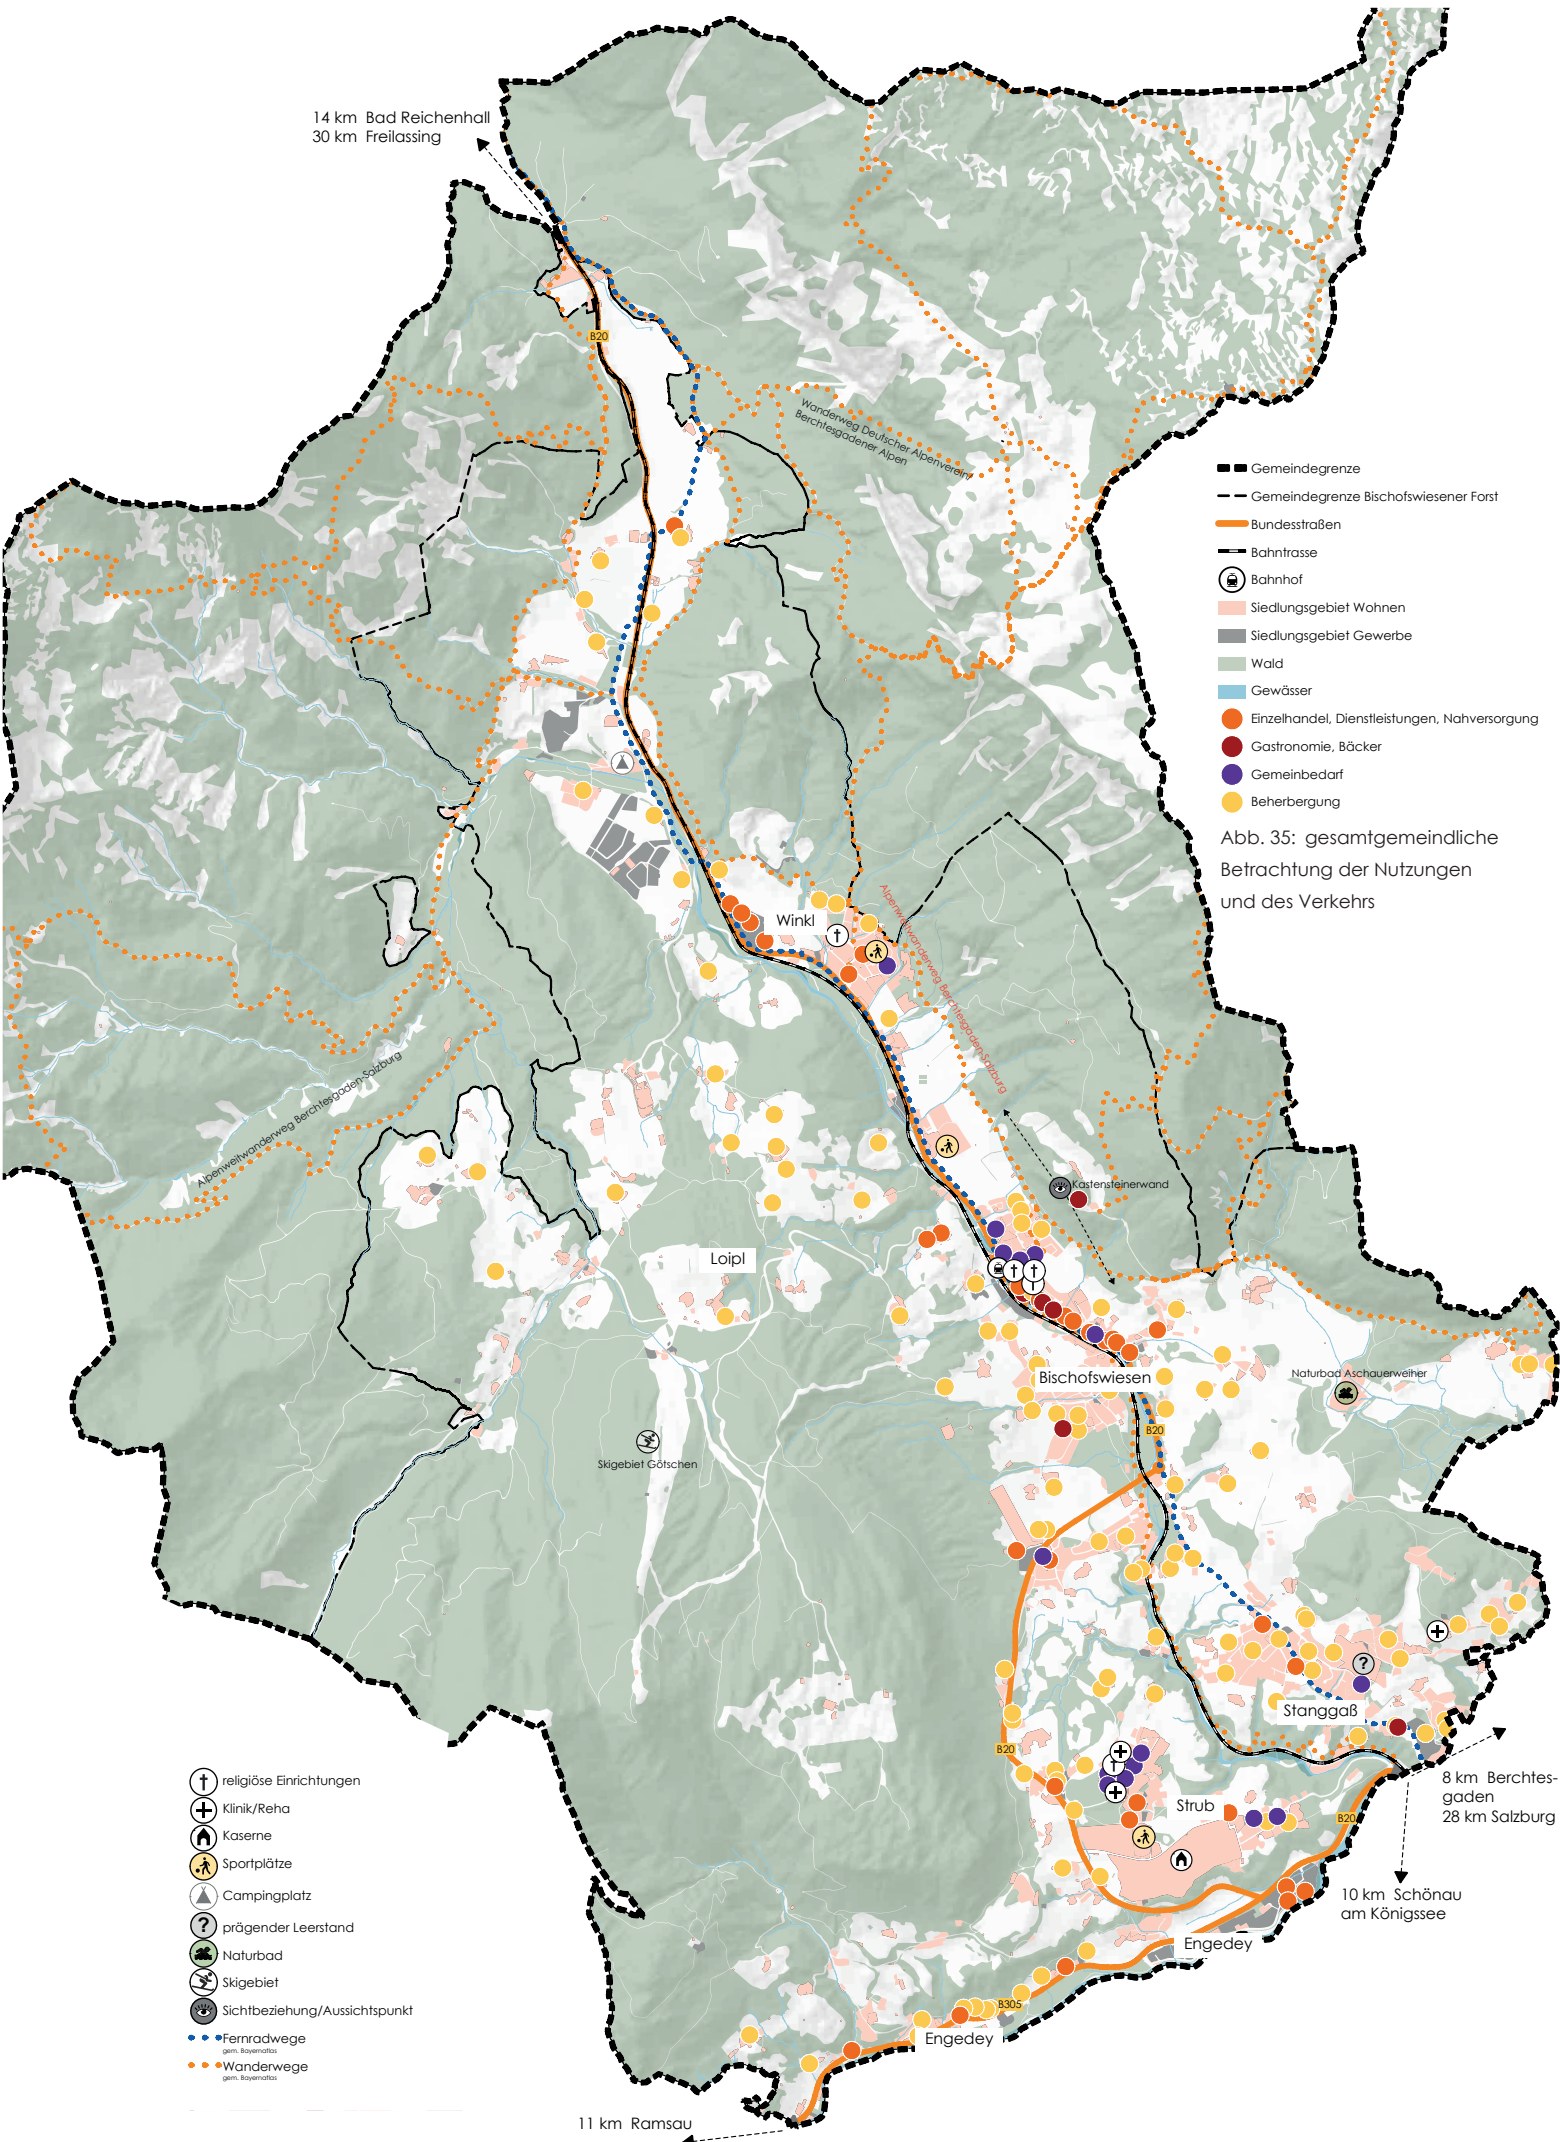 14 km Bad Reichenhall
30 km Freilassing
B20
Wanderweg Deutscher Alpenverein/
Berchtesgadener Alpen
Gemeindegrenze
Gemeindegrenze Bischofswiesener Forst
Bundesstraßen
Bahntrasse
Bahnhof
Siedlungsgebiet Wohnen
Siedlungsgebiet Gewerbe
Wald
Gewässer
Einzelhandel, Dienstleistungen, Nahversorgung
Gastronomie, Bäcker
Gemeinbedarf
Beherbergung
Abb. 35: gesamtgemeindliche
Betrachtung der Nutzungen
und des Verkehrs
Winkl
Alpenweitwanderweg Berchtesgaden-Salzburg
Alpenweitwanderweg Berchtesgaden-Salzburg
Kastensteinerwand
Loipl
Bischofswiesen
Naturbad Aschauerweiher
B20
Skigebiet Götschen
?
Stanggaß
B20
8 km Berchtes-
gaden
28 km Salzburg
Strub
B20
10 km Schönau
am Königssee
Engedey
B305
Engedey
11 km Ramsau
religiöse Einrichtungen
Klinik/Reha
Kaserne
Sportplätze
Campingplatz
? prägender Leerstand
Naturbad
Skigebiet
Sichtbeziehung/Aussichtspunkt
Fernradwege
gem. Bayernatlas
Wanderwege
gem. Bayernatlas